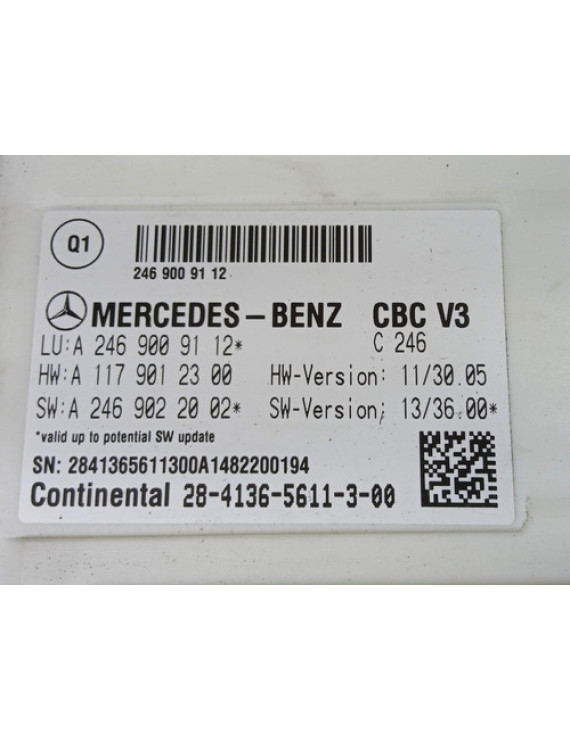 Q1
246 900 91 12
MERCEDES-BENZ CBC V3
C 246
LU:A 246 900 91 12*
HW:A 117 901 23 00 HW-Version: 11/30.05
SW:A 246 902 20 02* SW-Version; 13/36.00*
*valid up to potential SW update
SN: 2841365611300A1482200194
Continental 28-4136-5611-3-00